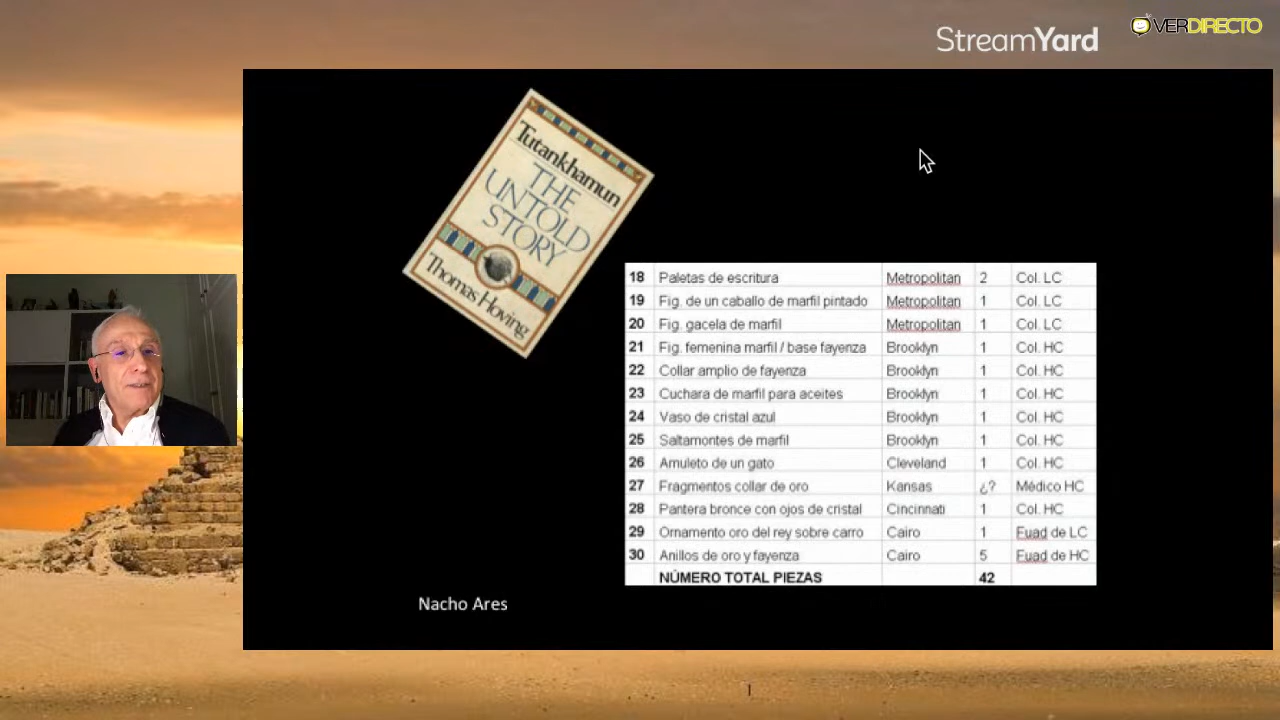 StreamYard
OVERDIRECTO
Tutankhamun
THE
UNTOLD
STORY
Thomas Hoving
18 Paletas de escritura Metropolitan 2 Col. LC
19 Fig. de un caballo de marfil pintado Metropolitan 1 Col. LC
20 Fig. gacela de marfil Metropolitan 1 Col. LC
21 Fig. femenina marfil / base fayenza Brooklyn 1 Col. HC
22 Collar amplio de fayenza Brooklyn 1 Col. HC
23 Cuchara de marfil para aceites Brooklyn 1 Col. HC
24 Vaso de cristal azul Brooklyn 1 Col. HC
25 Saltamontes de marfil Brooklyn 1 Col. HC
26 Amuleto de un gato Cleveland 1 Col. HC
27 Fragmentos collar de oro Kansas ¿? Médico HC
28 Pantera bronce con ojos de cristal Cincinnati 1 Col. HC
29 Ornamento oro del rey sobre carro Cairo 1 Fuad de LC
30 Anillos de oro y fayenza Cairo 5 Fuad de HC
NÚMERO TOTAL PIEZAS 42
Nacho Ares
1